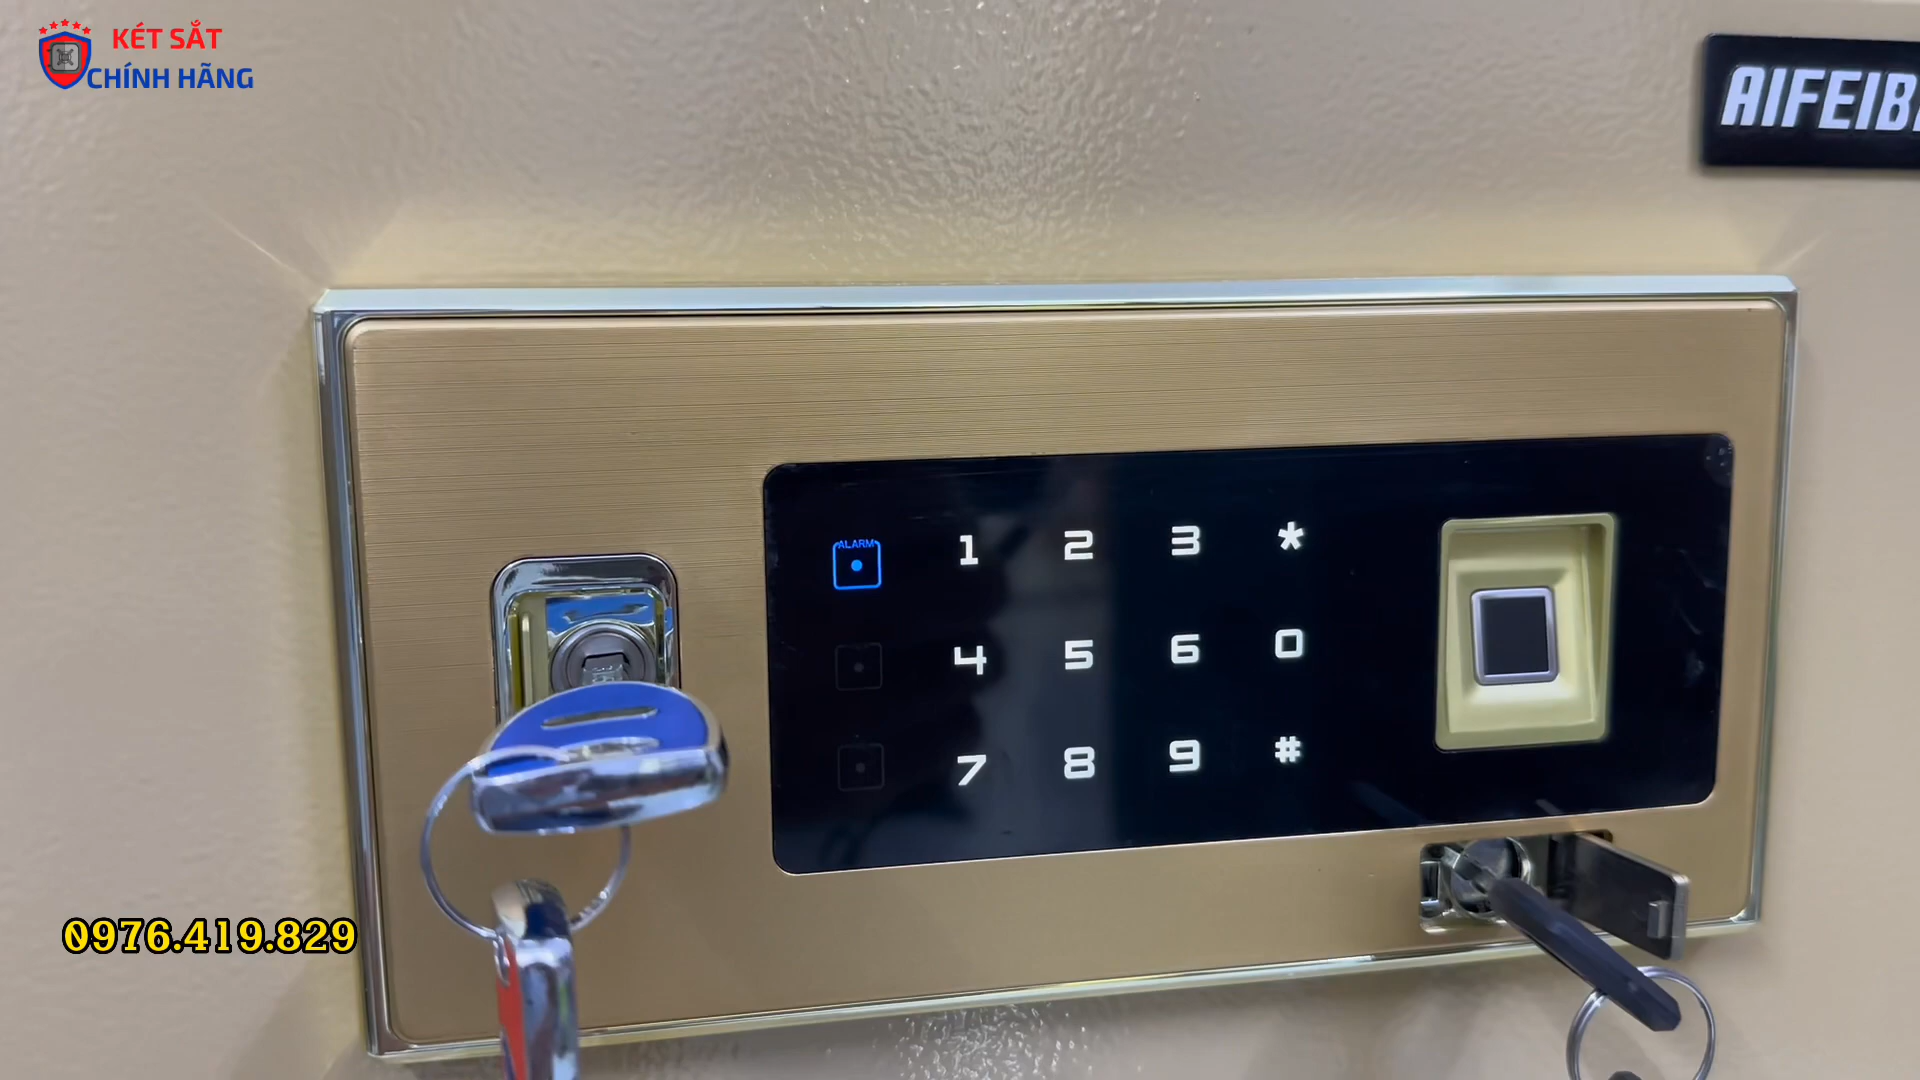 KÉT SẮT
CHÍNH HÃNG
AIFEIB
ALARM
1 2 3 *
4 5 6 0
7 8 9 #
0976.419.829